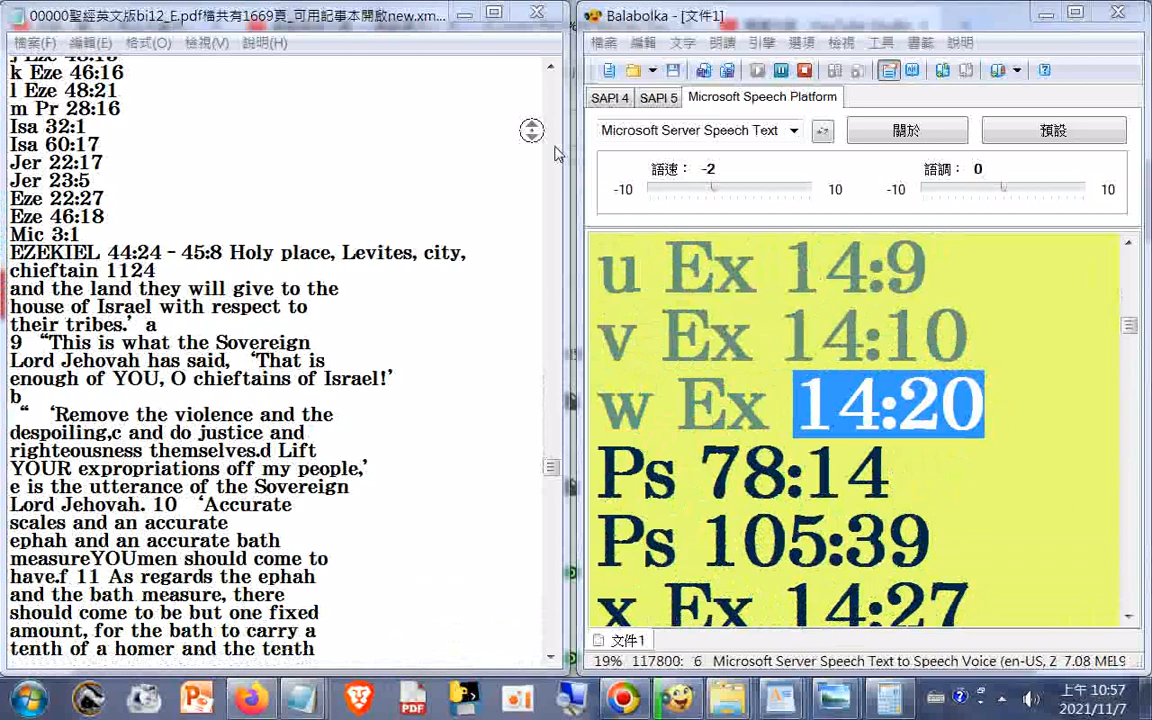 00000聖經英文版bi12_E.pdf檔共有1669頁_可用記事本開啟new.xm...
檔案(F) 編輯(E) 格式(O) 檢視(V) 說明(H)
k Eze 46:16
l Eze 48:21
m Pr 28:16
Isa 32:1
Isa 60:17
Jer 22:17
Jer 23:5
Eze 22:27
Eze 46:18
Mic 3:1
EZEKIEL 44:24 - 45:8 Holy place, Levites, city,
chieftain 1124
and the land they will give to the
house of Israel with respect to
their tribes.’ a
9 “This is what the Sovereign
Lord Jehovah has said, ‘That is
enough of YOU, O chieftains of Israel!’
b
“ ‘Remove the violence and the
despoiling,c and do justice and
righteousness themselves.d Lift
YOUR expropriations off my people,’
e is the utterance of the Sovereign
Lord Jehovah. 10 ‘Accurate
scales and an accurate
ephah and an accurate bath
measureYOUmen should come to
have.f 11 As regards the ephah
and the bath measure, there
should come to be but one fixed
amount, for the bath to carry a
tenth of a homer and the tenth
Balabolka - [文件1]
檔案 編輯 文字 朗讀 引擎 選項 檢視 工具 書籤 說明
SAPI 4 SAPI 5 Microsoft Speech Platform
Microsoft Server Speech Text 關於 預設
語速： -2 語調： 0
-10 10 -10 10
u Ex 14:9
v Ex 14:10
w Ex 14:20
Ps 78:14
Ps 105:39
x Ex 14:27
文件1
19% 117800: 6 Microsoft Server Speech Text to Speech Voice (en-US, Z 7.08 MB
PDF
上午 10:57
2021/11/7